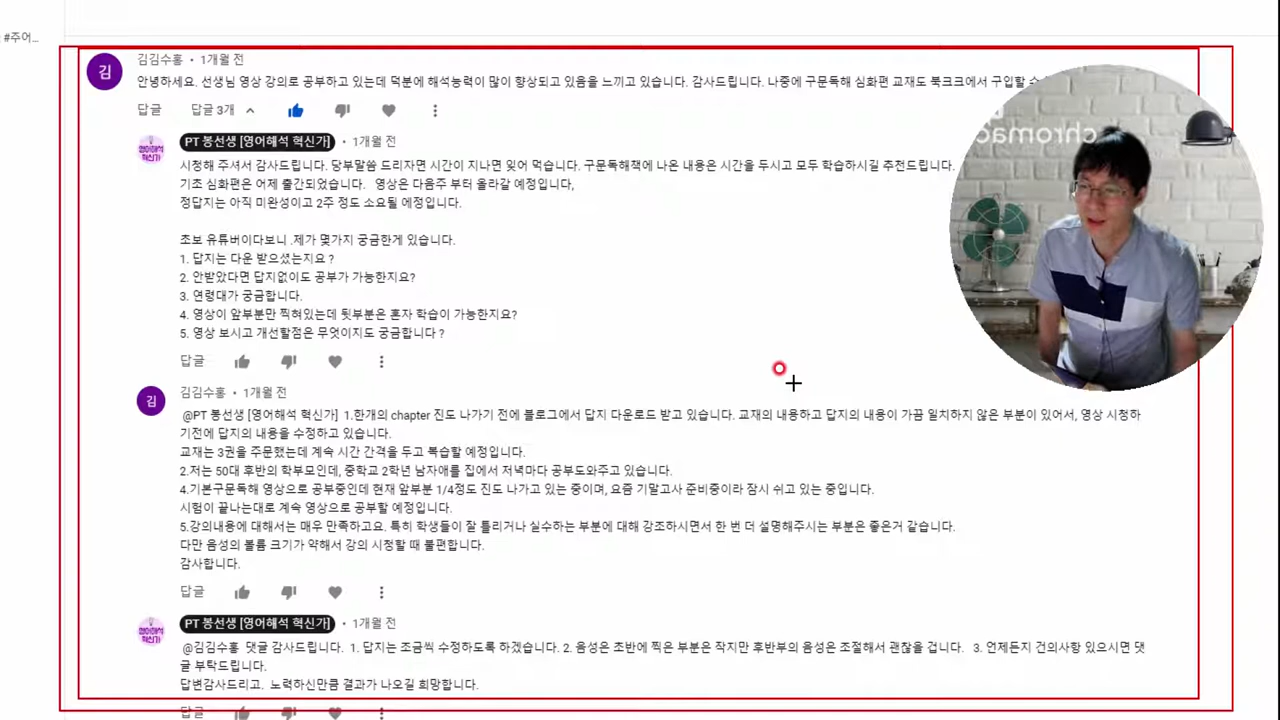 #주어...
김김수홍 • 1개월 전
안녕하세요. 선생님 영상 강의로 공부하고 있는데 덕분에 해석능력이 많이 향상되고 있음을 느끼고 있습니다. 감사드립니다. 나중에 구문독해 심화편 교재도 북크크에서 구입할 수
답글 답글 3개
PT 봉선생 [영어해석 혁신가] • 1개월 전
시청해 주셔서 감사드립니다. 당부말씀 드리자면 시간이 지나면 잊어 먹습니다. 구문독해책에 나온 내용은 시간을 두시고 모두 학습하시길 추천드립니다.
기초 심화편은 어제 출간되었습니다. 영상은 다음주 부터 올라갈 예정입니다,
정답지는 아직 미완성이고 2주 정도 소요될 에정입니다.
초보 유튜버이다보니 .제가 몇가지 궁금한게 있습니다.
1. 답지는 다운 받으셨는지요 ?
2. 안받았다면 답지없이도 공부가 가능한지요?
3. 연령대가 궁금합니다.
4. 영상이 앞부분만 찍혀있는데 뒷부분은 혼자 학습이 가능한지요?
5. 영상 보시고 개선할점은 무엇이지도 궁금합니다 ?
답글
김김수홍 • 1개월 전
@PT 봉선생 [영어해석 혁신가] 1.한개의 chapter 진도 나가기 전에 블로그에서 답지 다운로드 받고 있습니다. 교재의 내용하고 답지의 내용이 가끔 일치하지 않은 부분이 있어서, 영상 시청하
기전에 답지의 내용을 수정하고 있습니다.
교재는 3권을 주문했는데 계속 시간 간격을 두고 복습할 예정입니다.
2.저는 50대 후반의 학부모인데, 중학교 2학년 남자애를 집에서 저녁마다 공부도와주고 있습니다.
4.기본구문독해 영상으로 공부중인데 현재 앞부분 1/4정도 진도 나가고 있는 중이며, 요즘 기말고사 준비중이라 잠시 쉬고 있는 중입니다.
시험이 끝나는대로 계속 영상으로 공부할 예정입니다.
5.강의내용에 대해서는 매우 만족하고요. 특히 학생들이 잘 틀리거나 실수하는 부분에 대해 강조하시면서 한 번 더 설명해주시는 부분은 좋은거 같습니다.
다만 음성의 볼륨 크기가 약해서 강의 시청할 때 불편합니다.
감사합니다.
답글
PT 봉선생 [영어해석 혁신가] • 1개월 전
@김김수홍 댓글 감사드립니다. 1. 답지는 조금씩 수정하도록 하겠습니다. 2. 음성은 초반에 찍은 부분은 작지만 후반부의 음성은 조절해서 괜찮을 겁니다. 3. 언제든지 건의사항 있으시면 댓
글 부탁드립니다.
답변감사드리고, 노력하신만큼 결과가 나오길 희망합니다.
답글